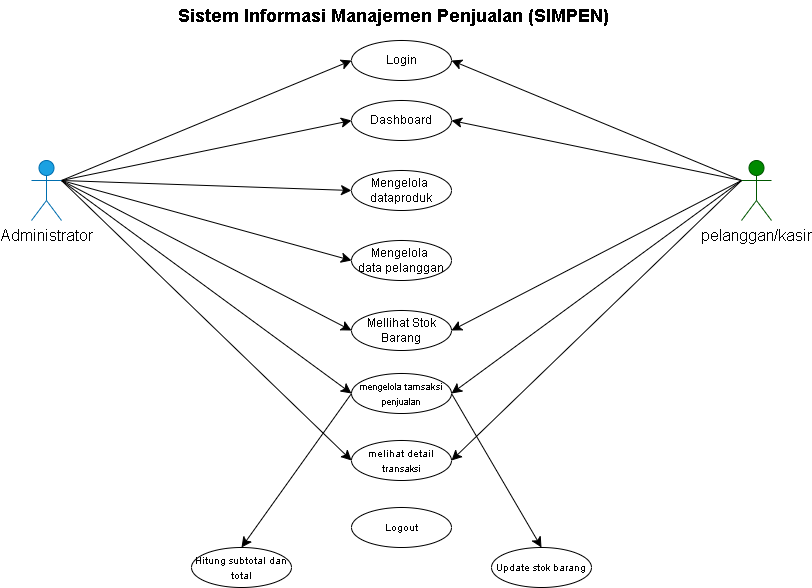 Sistem Informasi Manajemen Penjualan (SIMPEN)
Login
Dashboard
Mengelola
dataproduk
Administrator
pelanggan/kasir
Mengelola
data pelanggan
Mellihat Stok
Barang
mengelola tamsaksi
penjualan
melihat detail
transaksi
Logout
Hitung subtotal dan
total
Update stok barang